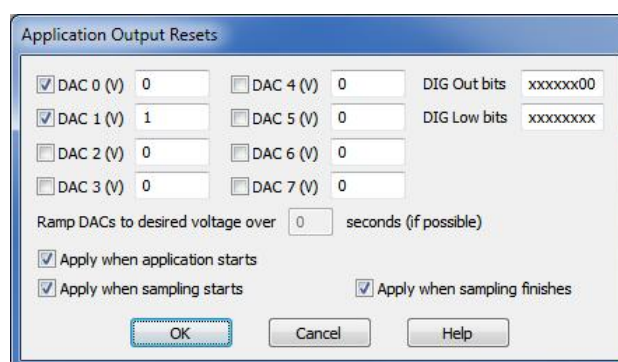 Application Output Resets
DAC 0 (V) 0 DAC 4 (V) 0 DIG Out bits xxxxxx00
DAC 1 (V) 1 DAC 5 (V) 0 DIG Low bits xxxxxxxx
DAC 2 (V) 0 DAC 6 (V) 0
DAC 3 (V) 0 DAC 7 (V) 0
Ramp DACs to desired voltage over 0 seconds (if possible)
Apply when application starts
Apply when sampling starts Apply when sampling finishes
OK Cancel Help